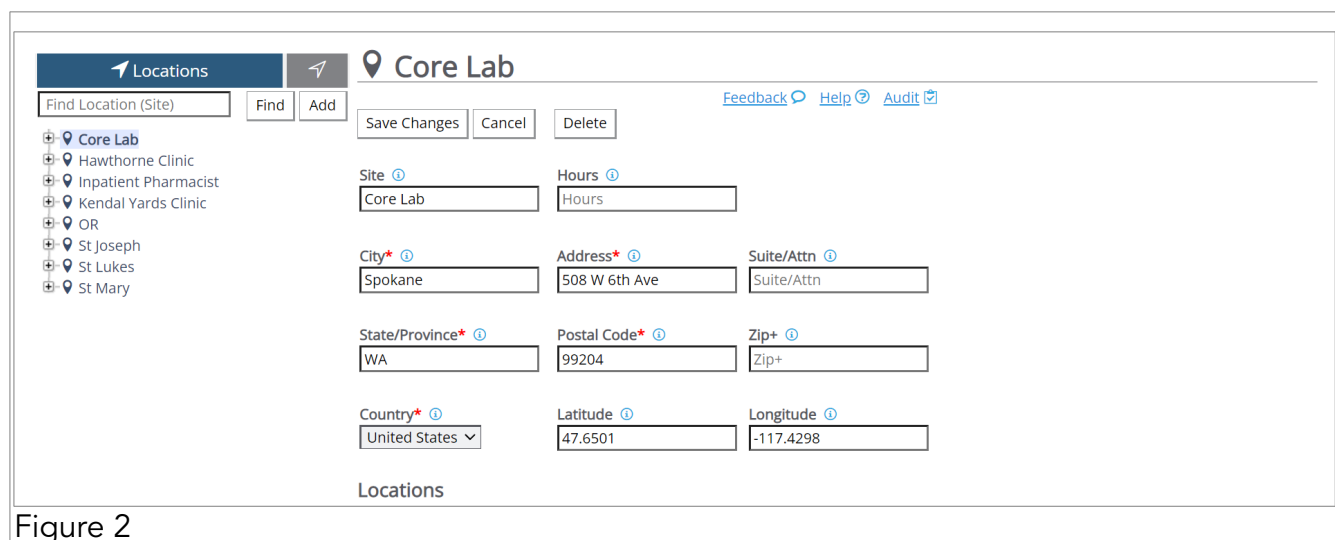 Locations
Find Location (Site) Find Add
Core Lab
Hawthorne Clinic
Inpatient Pharmacist
Kendal Yards Clinic
OR
St Joseph
St Lukes
St Mary
Core Lab
Feedback Help Audit
Save Changes Cancel Delete
Site Hours
Core Lab Hours
City* Address* Suite/Attn
Spokane 508 W 6th Ave Suite/Attn
State/Province* Postal Code* Zip+
WA 99204 Zip+
Country* Latitude Longitude
United States 47.6501 -117.4298
Locations
Figure 2